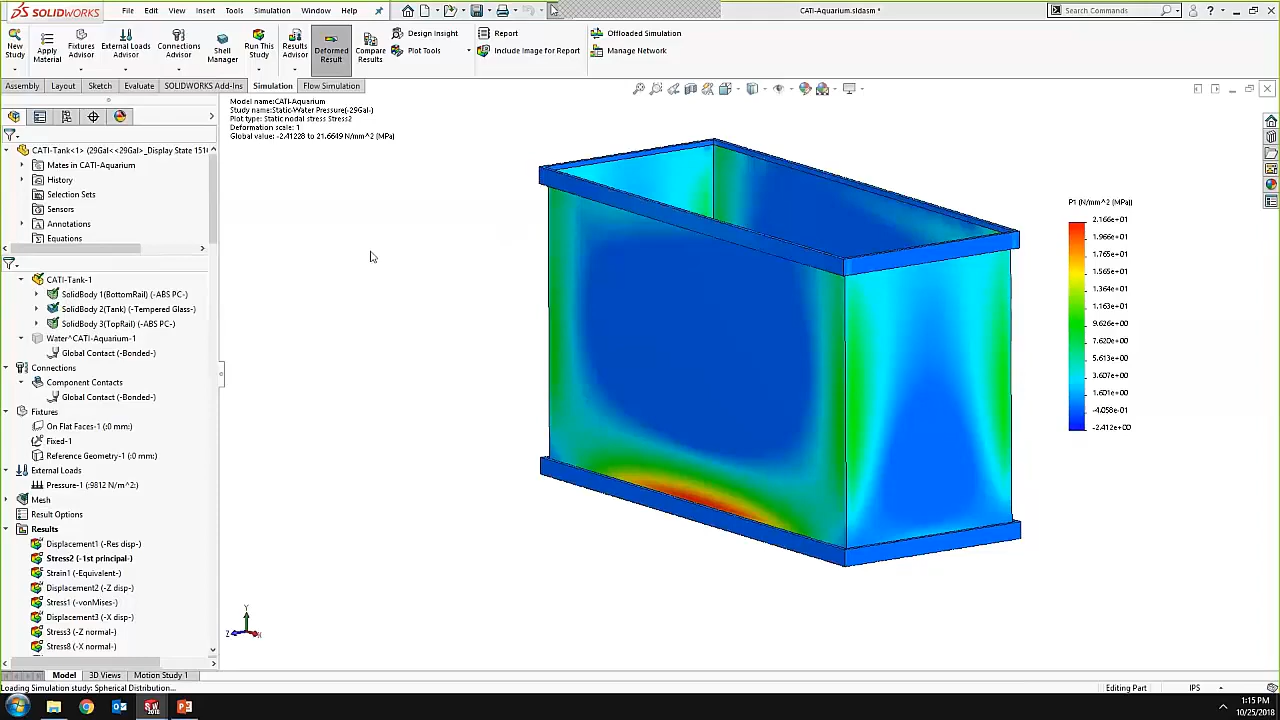 SOLIDWORKS
File Edit View Insert Tools Simulation Window Help
CATI-Aquarium.sldasm *
Search Commands
New Study
Apply Material
Fixtures Advisor
External Loads Advisor
Connections Advisor
Shell Manager
Run This Study
Results Advisor
Deformed Result
Compare Results
Design Insight
Plot Tools
Report
Include Image for Report
Offloaded Simulation
Manage Network
Assembly Layout Sketch Evaluate SOLIDWORKS Add-Ins Simulation Flow Simulation
Model name:CATI-Aquarium
Study name:Static-Water Pressure(-29Gal-)
Plot type: Static nodal stress Stress2
Deformation scale: 1
Global value: -2.41228 to 21.6649 N/mm^2 (MPa)
CATI-Tank<1> (29Gal<<29Gal>_Display State 151
Mates in CATI-Aquarium
History
Selection Sets
Sensors
Annotations
Equations
CATI-Tank-1
SolidBody 1(BottomRail) (-ABS PC-)
SolidBody 2(Tank) (-Tempered Glass-)
SolidBody 3(TopRail) (-ABS PC-)
Water^CATI-Aquarium-1
Global Contact (-Bonded-)
Connections
Component Contacts
Global Contact (-Bonded-)
Fixtures
On Flat Faces-1 (:0 mm:)
Fixed-1
Reference Geometry-1 (:0 mm:)
External Loads
Pressure-1 (:9812 N/m^2:)
Mesh
Result Options
Results
Displacement1 (-Res disp-)
Stress2 (-1st principal-)
Strain1 (-Equivalent-)
Displacement2 (-Z disp-)
Stress1 (-vonMises-)
Displacement3 (-X disp-)
Stress3 (-Z normal-)
Stress8 (-X normal-)
P1 (N/mm^2 (MPa))
2.166e+01
1.966e+01
1.765e+01
1.564e+01
1.364e+01
1.163e+01
9.626e+00
7.620e+00
5.613e+00
3.607e+00
1.601e+00
-4.058e-01
-2.412e+00
Y
Z X
Model 3D Views Motion Study 1
Loading Simulation study: Spherical Distribution...
Editing Part IPS
1:15 PM
10/25/2018